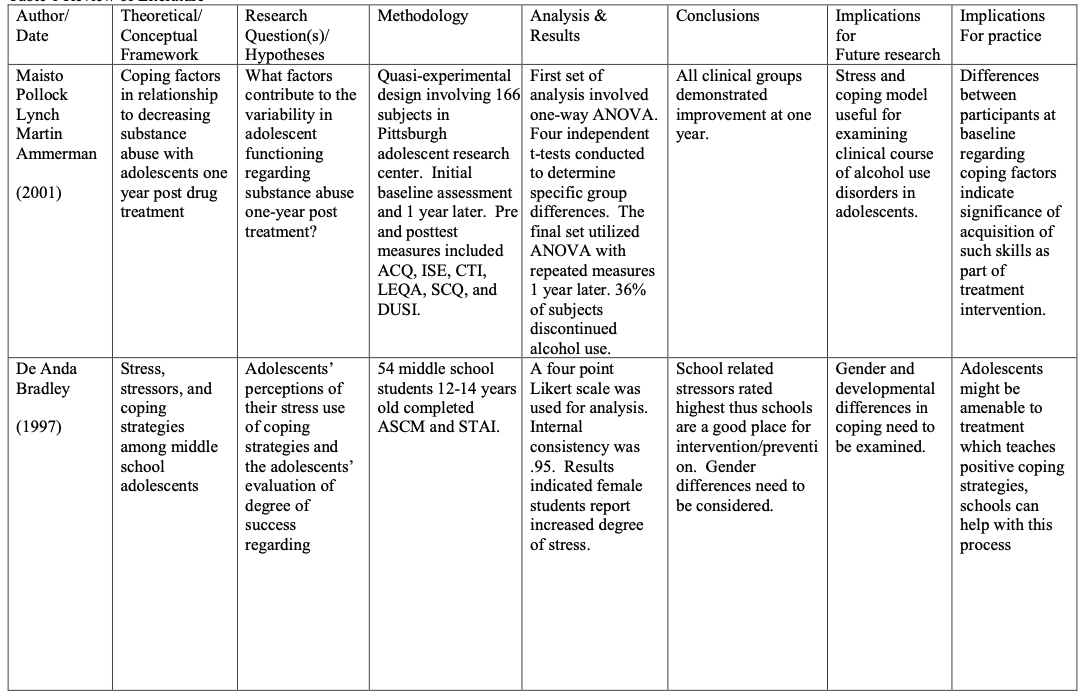 Author/
Date
Theoretical/
Conceptual
Framework
Research
Question(s)/
Hypotheses
Methodology
Analysis &
Results
Conclusions
Implications
for
Future research
Implications
For practice
Maisto
Pollock
Lynch
Martin
Ammerman
(2001)
Coping factors
in relationship
to decreasing
substance
abuse with
adolescents one
year post drug
treatment
What factors
contribute to the
variability in
adolescent
functioning
regarding
substance abuse
one-year post
treatment?
Quasi-experimental
design involving 166
subjects in
Pittsburgh
adolescent research
center. Initial
baseline assessment
and 1 year later. Pre
and posttest
measures included
ACQ, ISE, CTI,
LEQA, SCQ, and
DUSI.
First set of
analysis involved
one-way ANOVA.
Four independent
t-tests conducted
to determine
specific group
differences. The
final set utilized
ANOVA with
repeated measures
1 year later. 36%
of subjects
discontinued
alcohol use.
All clinical groups
demonstrated
improvement at one
year.
Stress and
coping model
useful for
examining
clinical course
of alcohol use
disorders in
adolescents.
Differences
between
participants at
baseline
regarding
coping factors
indicate
significance of
acquisition of
such skills as
part of
treatment
intervention.
De Anda
Bradley
(1997)
Stress,
stressors, and
coping
strategies
among middle
school
adolescents
Adolescents’
perceptions of
their stress use
of coping
strategies and
the adolescents’
evaluation of
degree of
success
regarding
54 middle school
students 12-14 years
old completed
ASCM and STAI.
A four point
Likert scale was
used for analysis.
Internal
consistency was
.95. Results
indicated female
students report
increased degree
of stress.
School related
stressors rated
highest thus schools
are a good place for
intervention/preventi
on. Gender
differences need to
be considered.
Gender and
developmental
differences in
coping need to
be examined.
Adolescents
might be
amenable to
treatment
which teaches
positive coping
strategies,
schools can
help with this
process